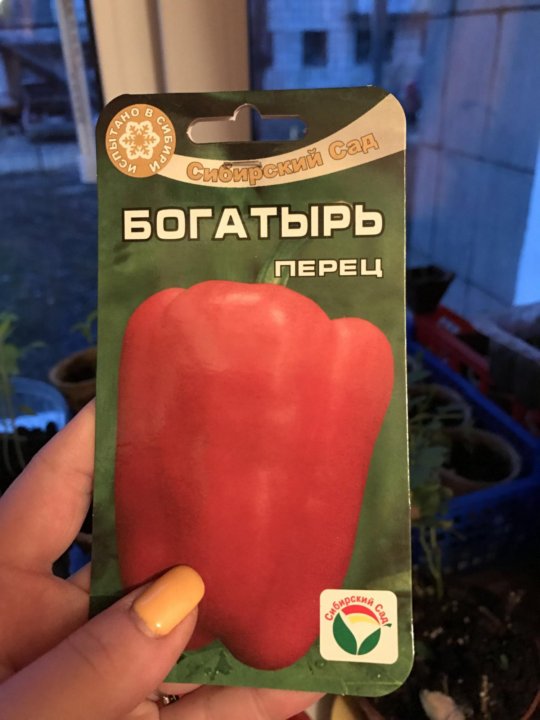 ИСПЫТАНО В СИБИРИ
Сибирский Сад
БОГАТЫРЬ
ПЕРЕЦ
Сибирский Сад